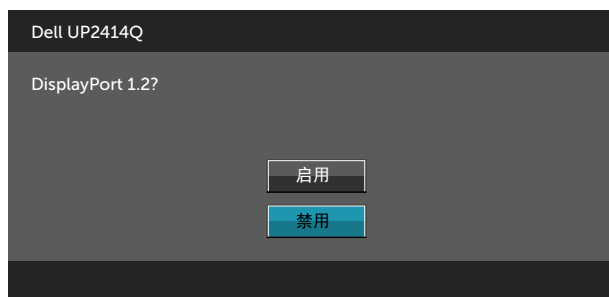 Dell UP2414Q
DisplayPort 1.2?
启用
禁用